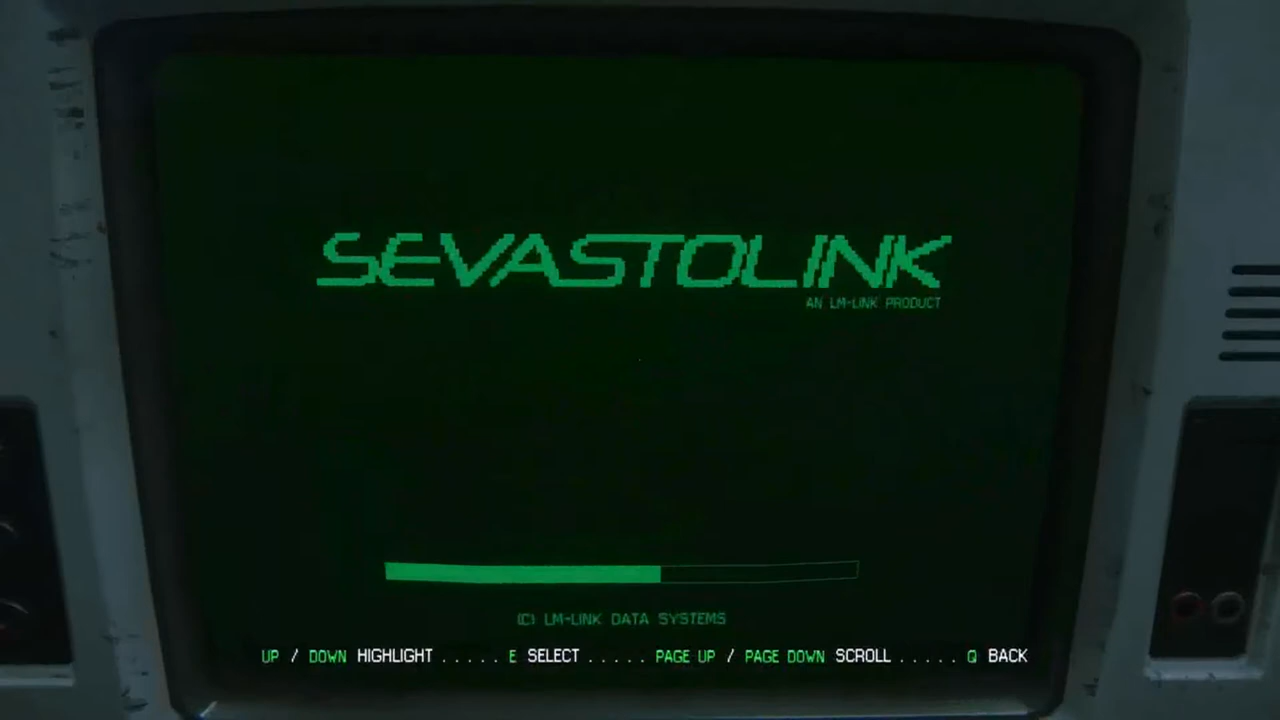 SEVASTOLINK
AN LM-LINK PRODUCT
(C) LM-LINK DATA SYSTEMS
UP / DOWN HIGHLIGHT ..... E SELECT ..... PAGE UP / PAGE DOWN SCROLL ..... Q BACK